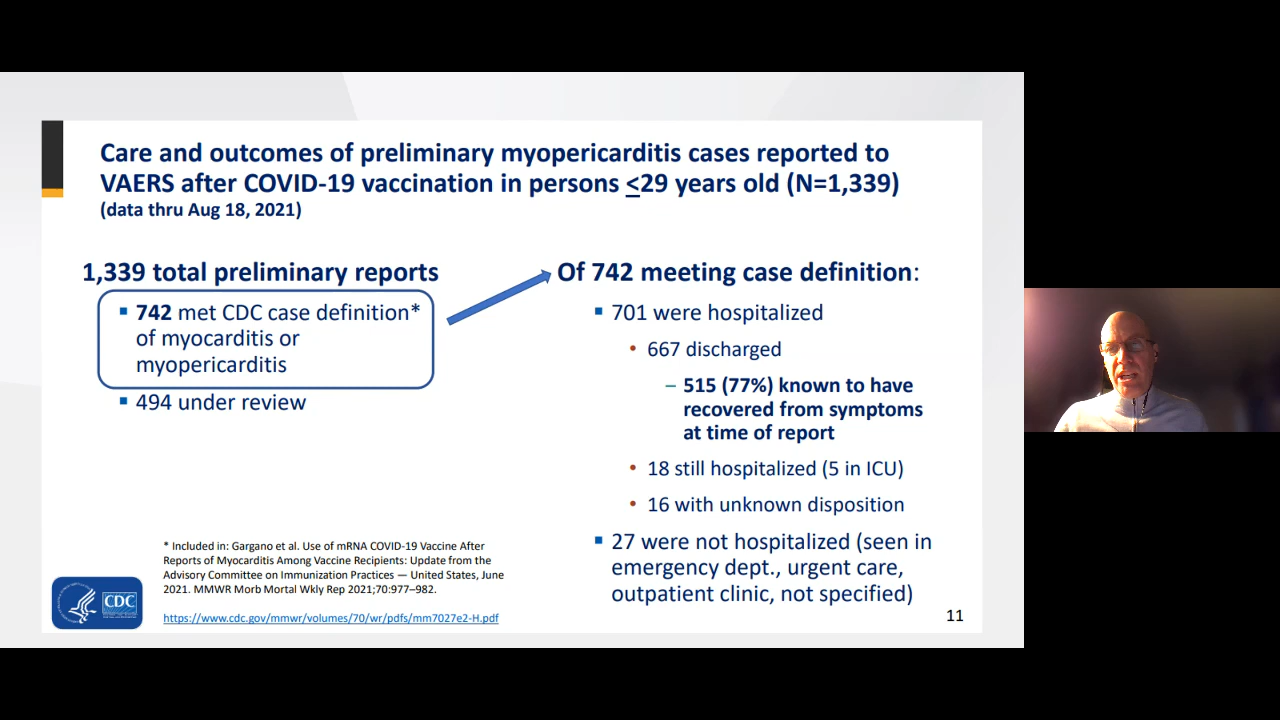 Care and outcomes of preliminary myopericarditis cases reported to
VAERS after COVID-19 vaccination in persons <29 years old (N=1,339)
(data thru Aug 18, 2021)
1,339 total preliminary reports
▪ 742 met CDC case definition*
of myocarditis or
myopericarditis
▪ 494 under review
Of 742 meeting case definition:
▪ 701 were hospitalized
• 667 discharged
– 515 (77%) known to have
recovered from symptoms
at time of report
• 18 still hospitalized (5 in ICU)
• 16 with unknown disposition
▪ 27 were not hospitalized (seen in
emergency dept., urgent care,
outpatient clinic, not specified)
* Included in: Gargano et al. Use of mRNA COVID-19 Vaccine After
Reports of Myocarditis Among Vaccine Recipients: Update from the
Advisory Committee on Immunization Practices — United States, June
2021. MMWR Morb Mortal Wkly Rep 2021;70:977–982.
https://www.cdc.gov/mmwr/volumes/70/wr/pdfs/mm7027e2-H.pdf
CDC
11